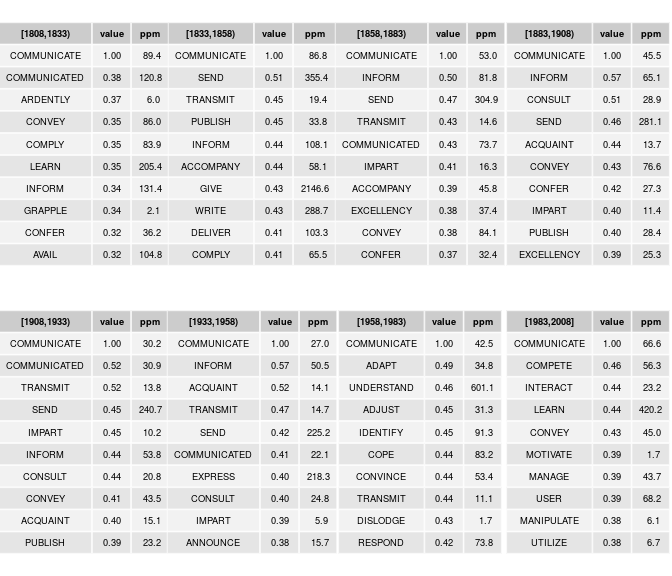 [1808,1833) value ppm [1833,1858) value ppm [1858,1883) value ppm [1883,1908) value ppm
COMMUNICATE 1.00 89.4 COMMUNICATE 1.00 86.8 COMMUNICATE 1.00 53.0 COMMUNICATE 1.00 45.5
COMMUNICATED 0.38 120.8 SEND 0.51 355.4 INFORM 0.50 81.8 INFORM 0.57 65.1
ARDENTLY 0.37 6.0 TRANSMIT 0.45 19.4 SEND 0.47 304.9 CONSULT 0.51 28.9
CONVEY 0.35 86.0 PUBLISH 0.45 33.8 TRANSMIT 0.43 14.6 SEND 0.46 281.1
COMPLY 0.35 83.9 INFORM 0.44 108.1 COMMUNICATED 0.43 73.7 ACQUAINT 0.44 13.7
LEARN 0.35 205.4 ACCOMPANY 0.44 58.1 IMPART 0.41 16.3 CONVEY 0.43 76.6
INFORM 0.34 131.4 GIVE 0.43 2146.6 ACCOMPANY 0.39 45.8 CONFER 0.42 27.3
GRAPPLE 0.34 2.1 WRITE 0.43 288.7 EXCELLENCY 0.38 37.4 IMPART 0.40 11.4
CONFER 0.32 36.2 DELIVER 0.41 103.3 CONVEY 0.38 84.1 PUBLISH 0.40 28.4
AVAIL 0.32 104.8 COMPLY 0.41 65.5 CONFER 0.37 32.4 EXCELLENCY 0.39 25.3
[1908,1933) value ppm [1933,1958) value ppm [1958,1983) value ppm [1983,2008] value ppm
COMMUNICATE 1.00 30.2 COMMUNICATE 1.00 27.0 COMMUNICATE 1.00 42.5 COMMUNICATE 1.00 66.6
COMMUNICATED 0.52 30.9 INFORM 0.57 50.5 ADAPT 0.49 34.8 COMPETE 0.46 56.3
TRANSMIT 0.52 13.8 ACQUAINT 0.52 14.1 UNDERSTAND 0.46 601.1 INTERACT 0.44 23.2
SEND 0.45 240.7 TRANSMIT 0.47 14.7 ADJUST 0.45 31.3 LEARN 0.44 420.2
IMPART 0.45 10.2 SEND 0.42 225.2 IDENTIFY 0.45 91.3 CONVEY 0.43 45.0
INFORM 0.44 53.8 COMMUNICATED 0.41 22.1 COPE 0.44 83.2 MOTIVATE 0.39 1.7
CONSULT 0.44 20.8 EXPRESS 0.40 218.3 CONVINCE 0.44 53.4 MANAGE 0.39 43.7
CONVEY 0.41 43.5 CONSULT 0.40 24.8 TRANSMIT 0.44 11.1 USER 0.39 68.2
ACQUAINT 0.40 15.1 IMPART 0.39 5.9 DISLODGE 0.43 1.7 MANIPULATE 0.38 6.1
PUBLISH 0.39 23.2 ANNOUNCE 0.38 15.7 RESPOND 0.42 73.8 UTILIZE 0.38 6.7